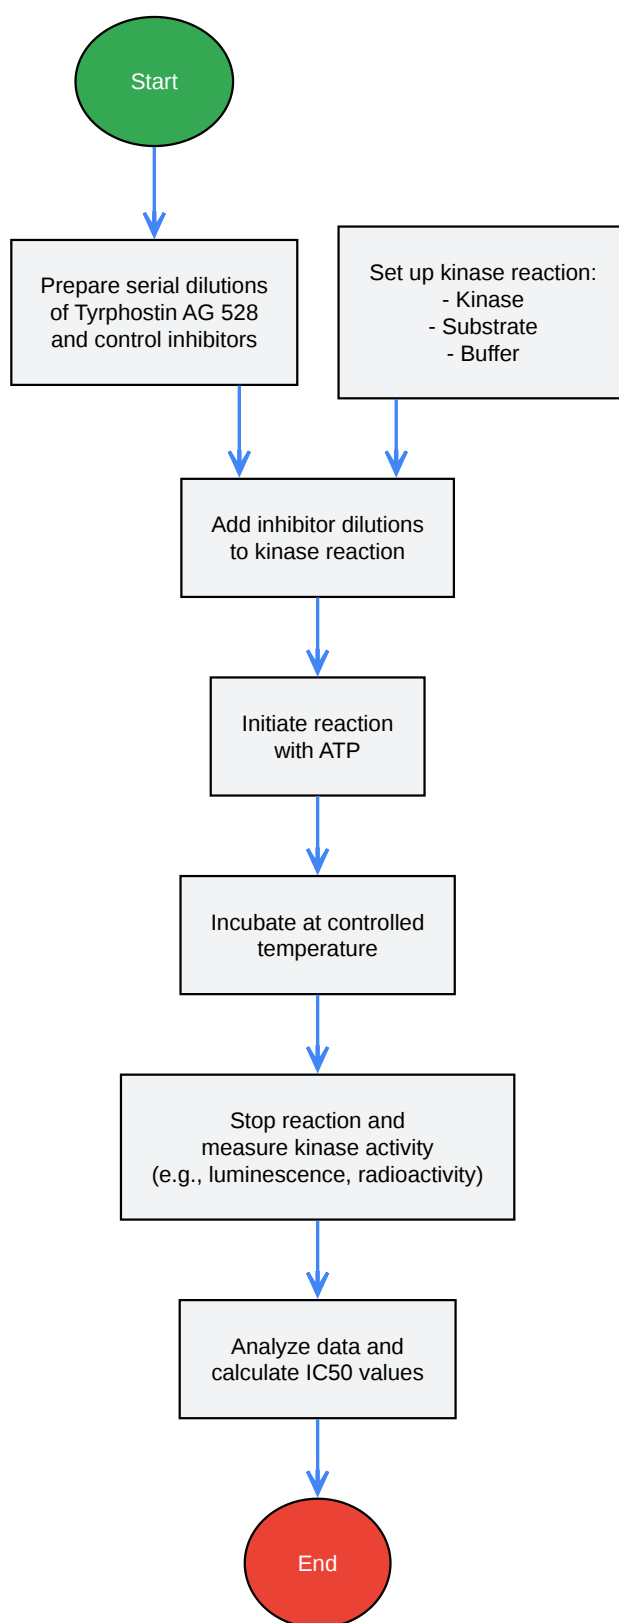 Start
Prepare serial dilutions
of Tyrphostin AG 528
and control inhibitors
Set up kinase reaction:
- Kinase
- Substrate
- Buffer
Add inhibitor dilutions
to kinase reaction
Initiate reaction
with ATP
Incubate at controlled
temperature
Stop reaction and
measure kinase activity
(e.g., luminescence, radioactivity)
Analyze data and
calculate IC50 values
End